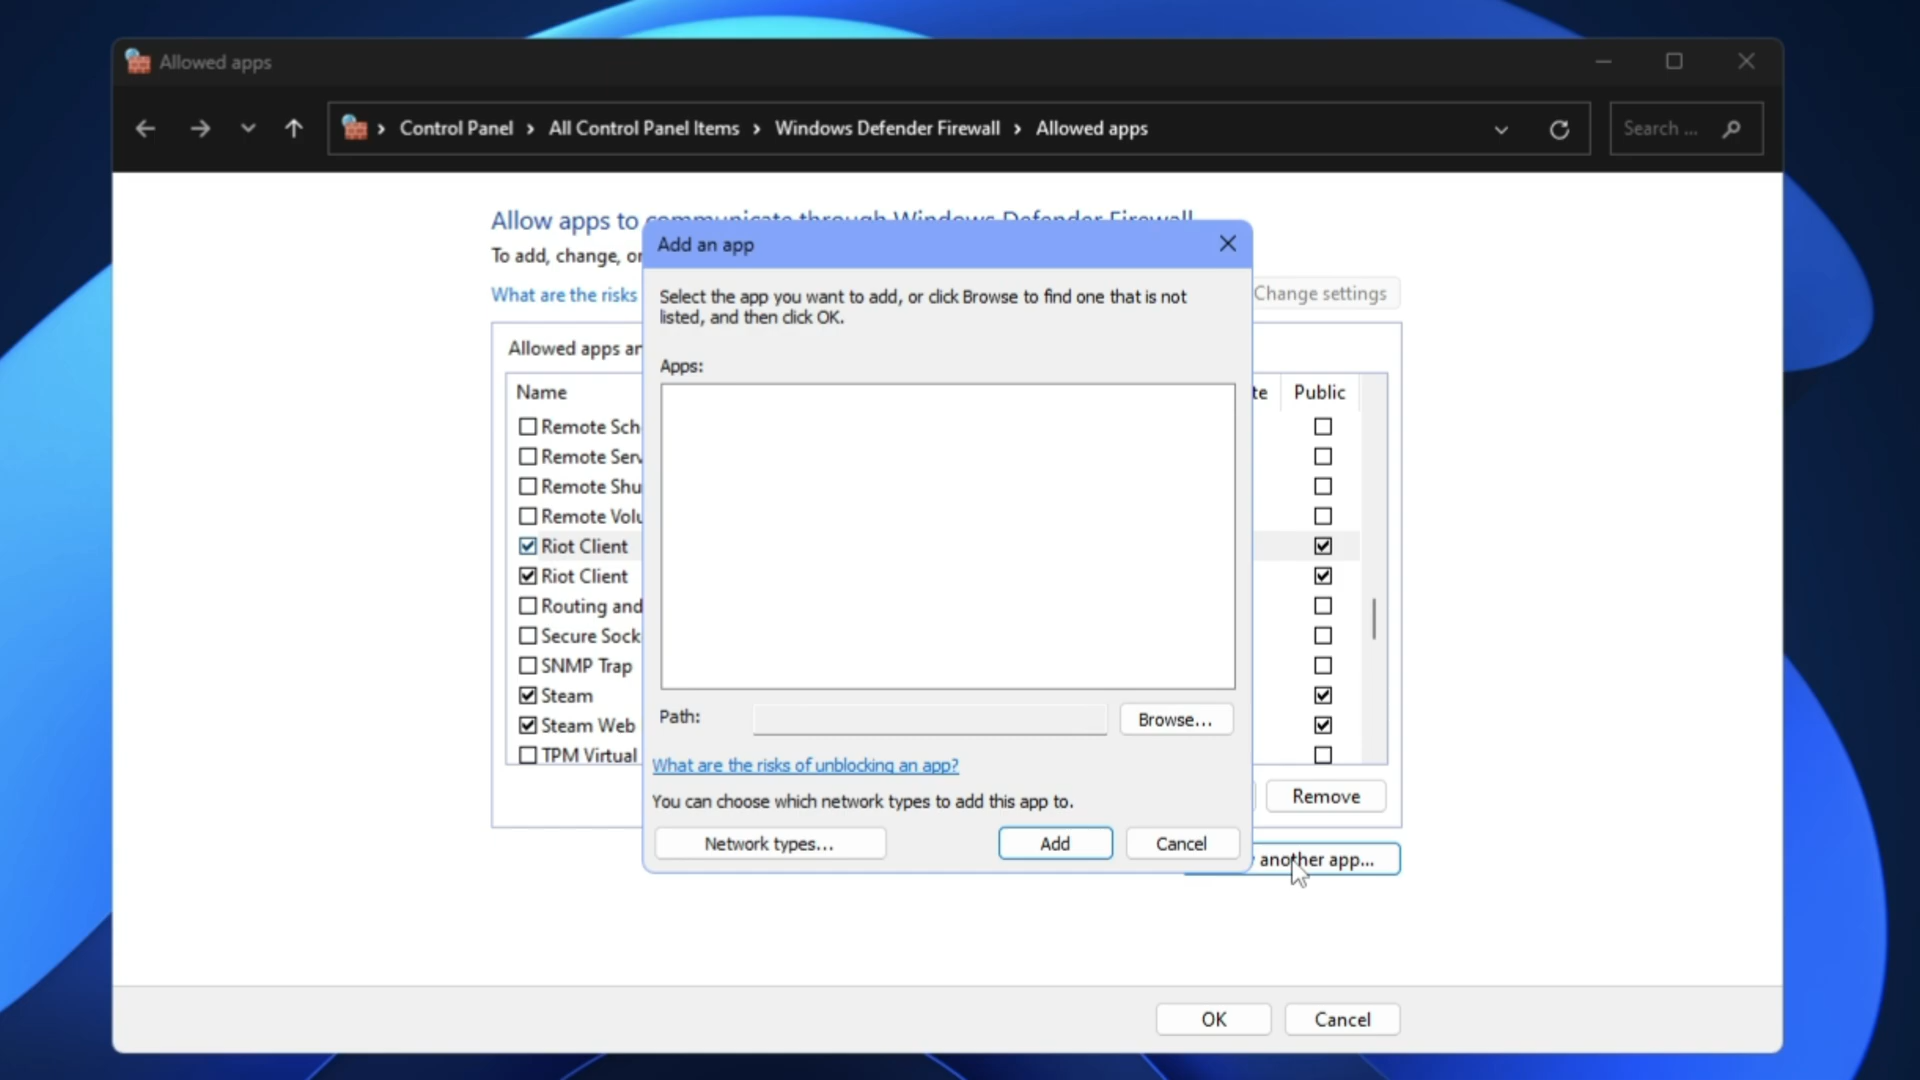 Allowed apps
Control Panel › All Control Panel Items › Windows Defender Firewall › Allowed apps
Search ...
Allow apps to communicate through Windows Defender Firewall
To add, change, or
What are the risks
Change settings
Add an app
Select the app you want to add, or click Browse to find one that is not
listed, and then click OK.
Apps:
Allowed apps
Name
te
Public
Remote Sch
Remote Serv
Remote Shu
Remote Volu
Riot Client
Riot Client
Routing and
Secure Sock
SNMP Trap
Steam
Steam Web
TPM Virtual
Path:
Browse...
What are the risks of unblocking an app?
You can choose which network types to add this app to.
Network types...
Add
Cancel
Remove
another app...
OK
Cancel